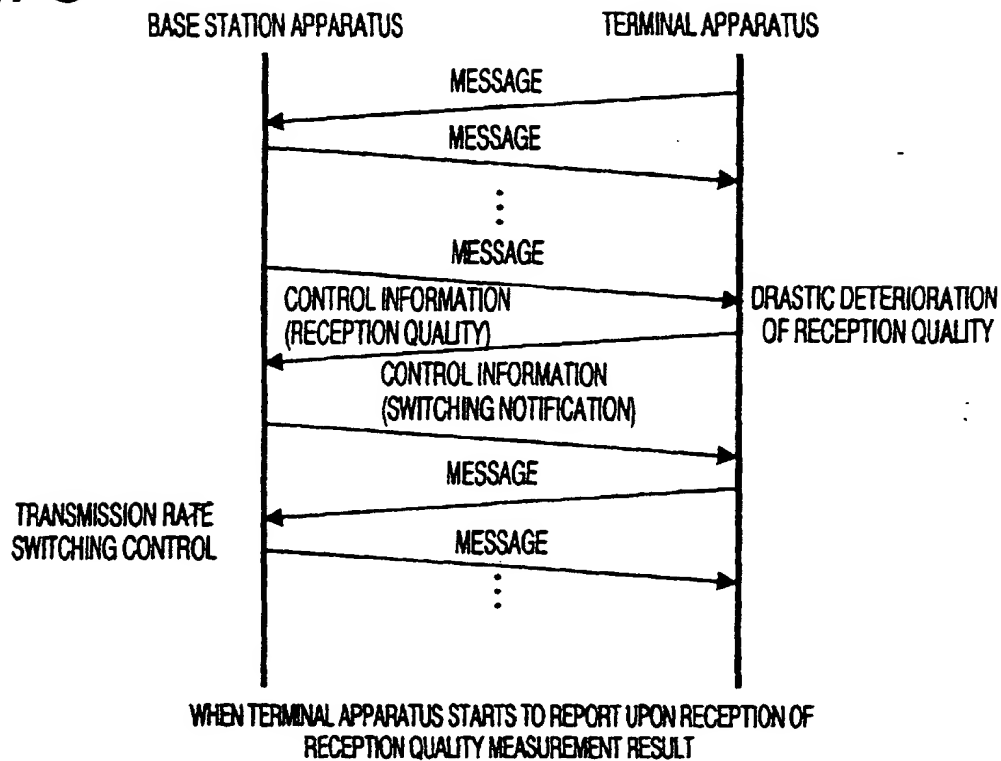 BASE STATION APPARATUS
TERMINAL APPARATUS
MESSAGE
MESSAGE
MESSAGE
CONTROL INFORMATION
(RECEPTION QUALITY)
DRASTIC DETERIORATION
OF RECEPTION QUALITY
CONTROL INFORMATION
(SWITCHING NOTIFICATION)
MESSAGE
TRANSMISSION RATE
SWITCHING CONTROL
MESSAGE
WHEN TERMINAL APPARATUS STARTS TO REPORT UPON RECEPTION OF
RECEPTION QUALITY MEASUREMENT RESULT